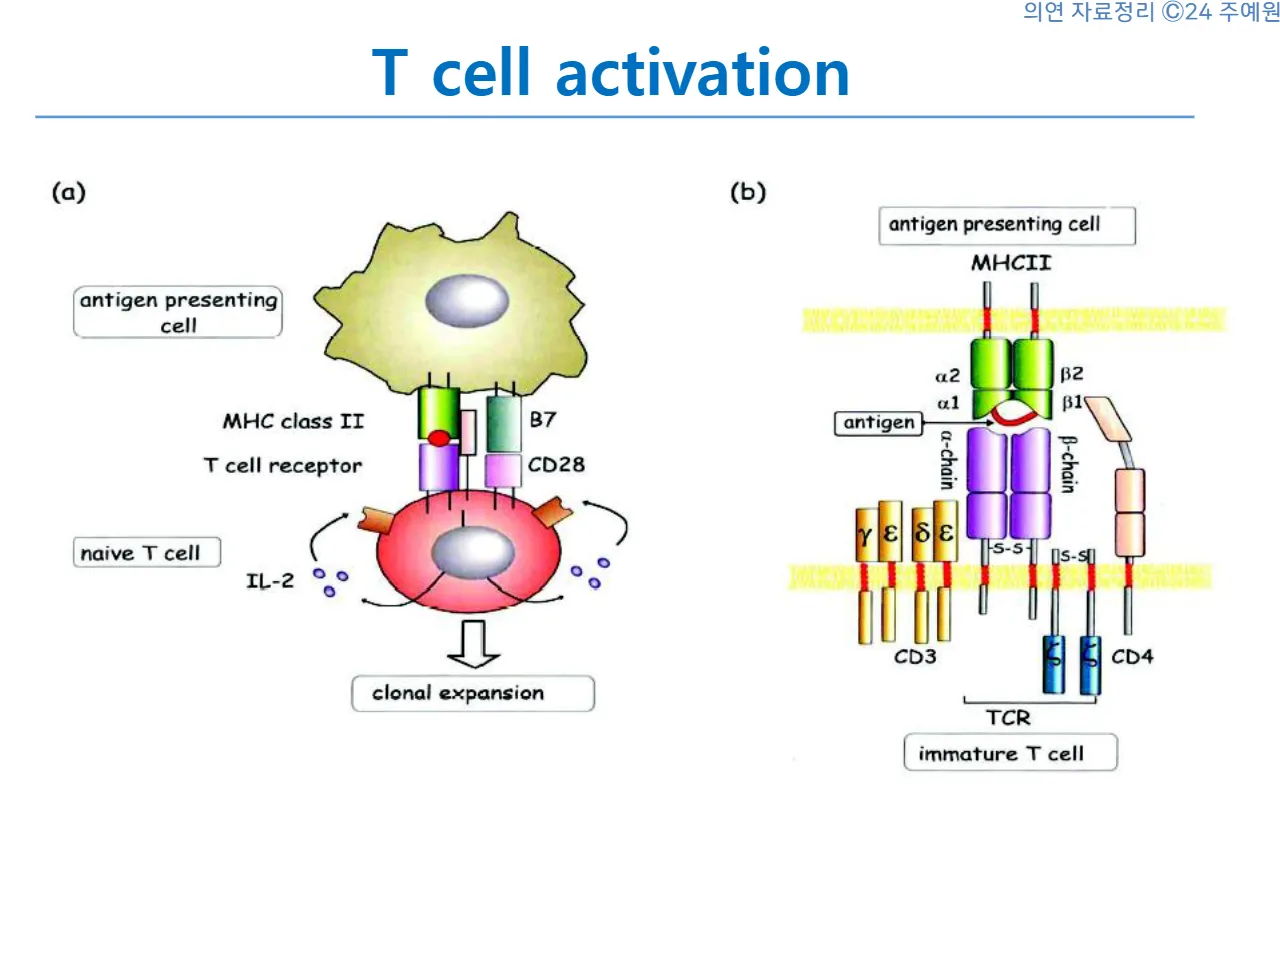 의연 자료정리 ©24 주예원
T cell activation
(a)
antigen presenting
cell
MHC class II
B7
T cell receptor
CD28
naive T cell
IL-2
clonal expansion
(b)
antigen presenting cell
MHCII
α2
β2
α1
β1
antigen
α-chain
β-chain
γ ε δ ε
-S-S-
S-S
ζ ζ
CD3
CD4
TCR
immature T cell